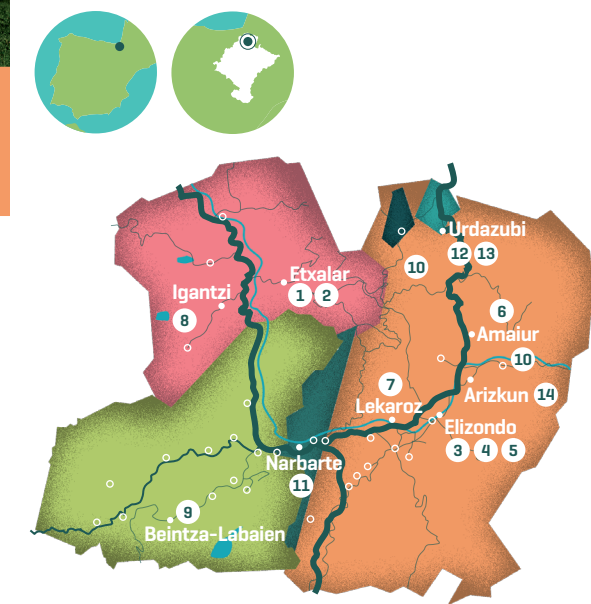 Urdazubi
12 13
10
Etxalar
1 2
Igantzi
8
6
Amaiur
10
7
Lekaroz
Arizkun 14
Elizondo
3 4 5
Narbarte
11
9
Beintza-Labaien